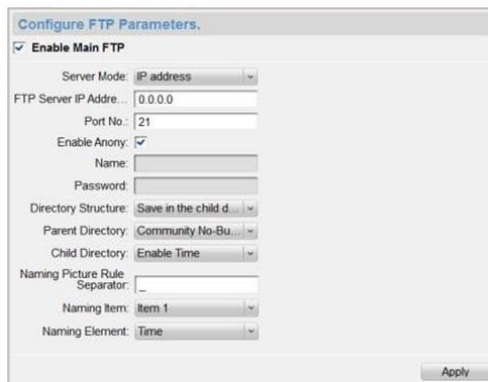 Configure FTP Parameters.
Enable Main FTP
Server Mode: IP address
FTP Server IP Addre... 0.0.0.0
Port No.: 21
Enable Anony:
Name:
Password:
Directory Structure: Save in the child d...
Parent Directory: Community No-Bu...
Child Directory: Enable Time
Naming Picture Rule
Separator: _
Naming Item: Item 1
Naming Element: Time
Apply